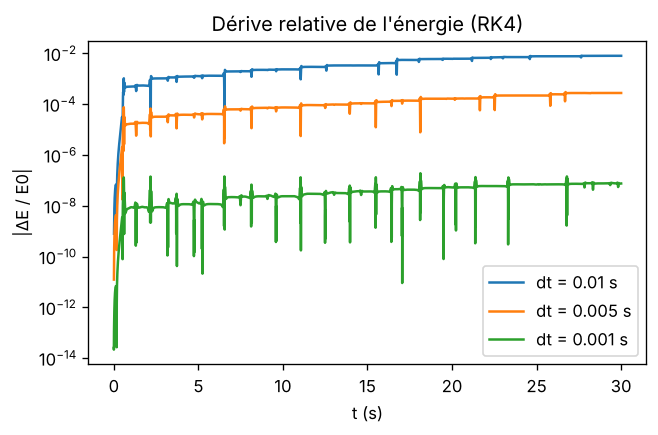 Dérive relative de l'énergie (RK4)
|ΔE / E0|
10⁻²
10⁻⁴
10⁻⁶
10⁻⁸
10⁻¹⁰
10⁻¹²
10⁻¹⁴
dt = 0.01 s
dt = 0.005 s
dt = 0.001 s
0 5 10 15 20 25 30
t (s)